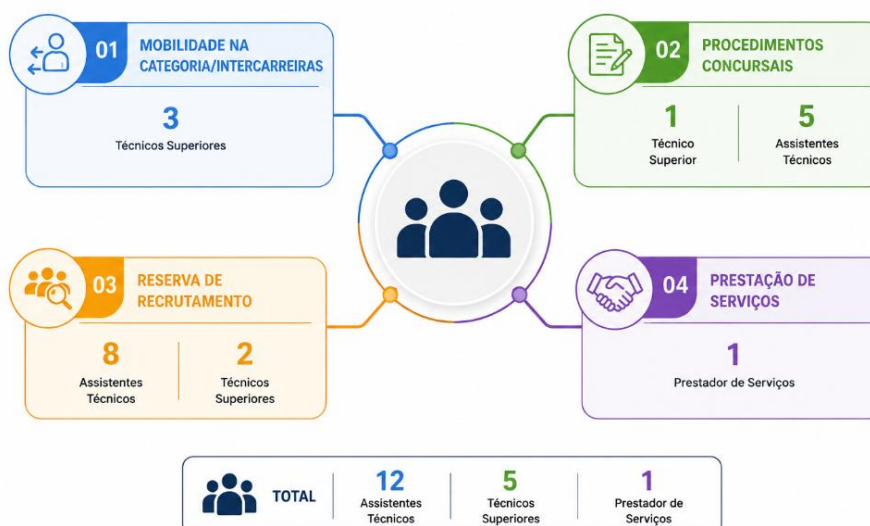 01
MOBILIDADE NA
CATEGORIA/INTERCARREIRAS
3
Técnicos Superiores
02
PROCEDIMENTOS
CONCURSAIS
1
Técnico
Superior
5
Assistentes
Técnicos
03
RESERVA DE
RECRUTAMENTO
8
Assistentes
Técnicos
2
Técnicos
Superiores
04
PRESTAÇÃO DE
SERVIÇOS
1
Prestador de Serviços
TOTAL
12
Assistentes
Técnicos
5
Técnicos
Superiores
1
Prestador de
Serviços